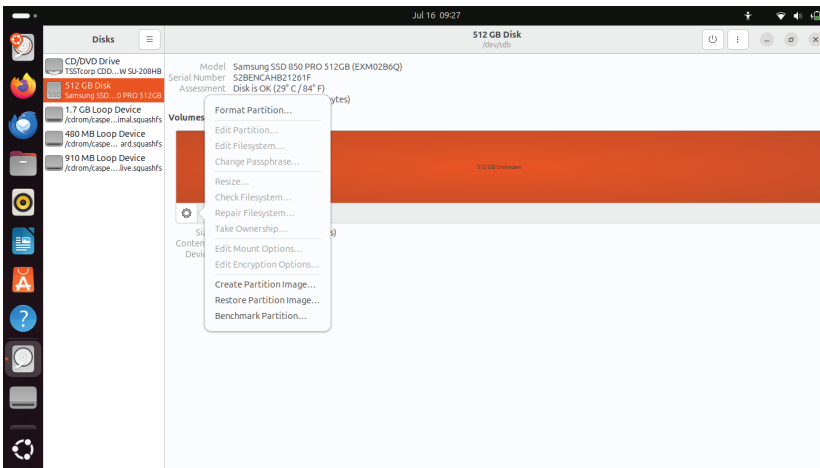 Jul 16 09:27
Disks
512 GB Disk
/dev/sdb
CD/DVD Drive
TSSTcorp CDD...W SU-208HB
512 GB Disk
Samsung SSD...0 PRO 512GB
1.7 GB Loop Device
/cdrom/caspe...imal.squashfs
480 MB Loop Device
/cdrom/caspe... ard.squashfs
910 MB Loop Device
/cdrom/caspe...live.squashfs
Model Samsung SSD 850 PRO 512GB (EXM02B6Q)
Serial Number S2BENCAHB21261F
Assessment Disk is OK (29° C / 84° F)
ytes)
Volumes
512 GB Unknown
Format Partition...
Edit Partition...
Edit Filesystem...
Change Passphrase...
Resize...
Check Filesystem...
Repair Filesystem...
Take Ownership...
Edit Mount Options...
Edit Encryption Options...
Create Partition Image...
Restore Partition Image...
Benchmark Partition...
Siz
s)
Conten
Devic